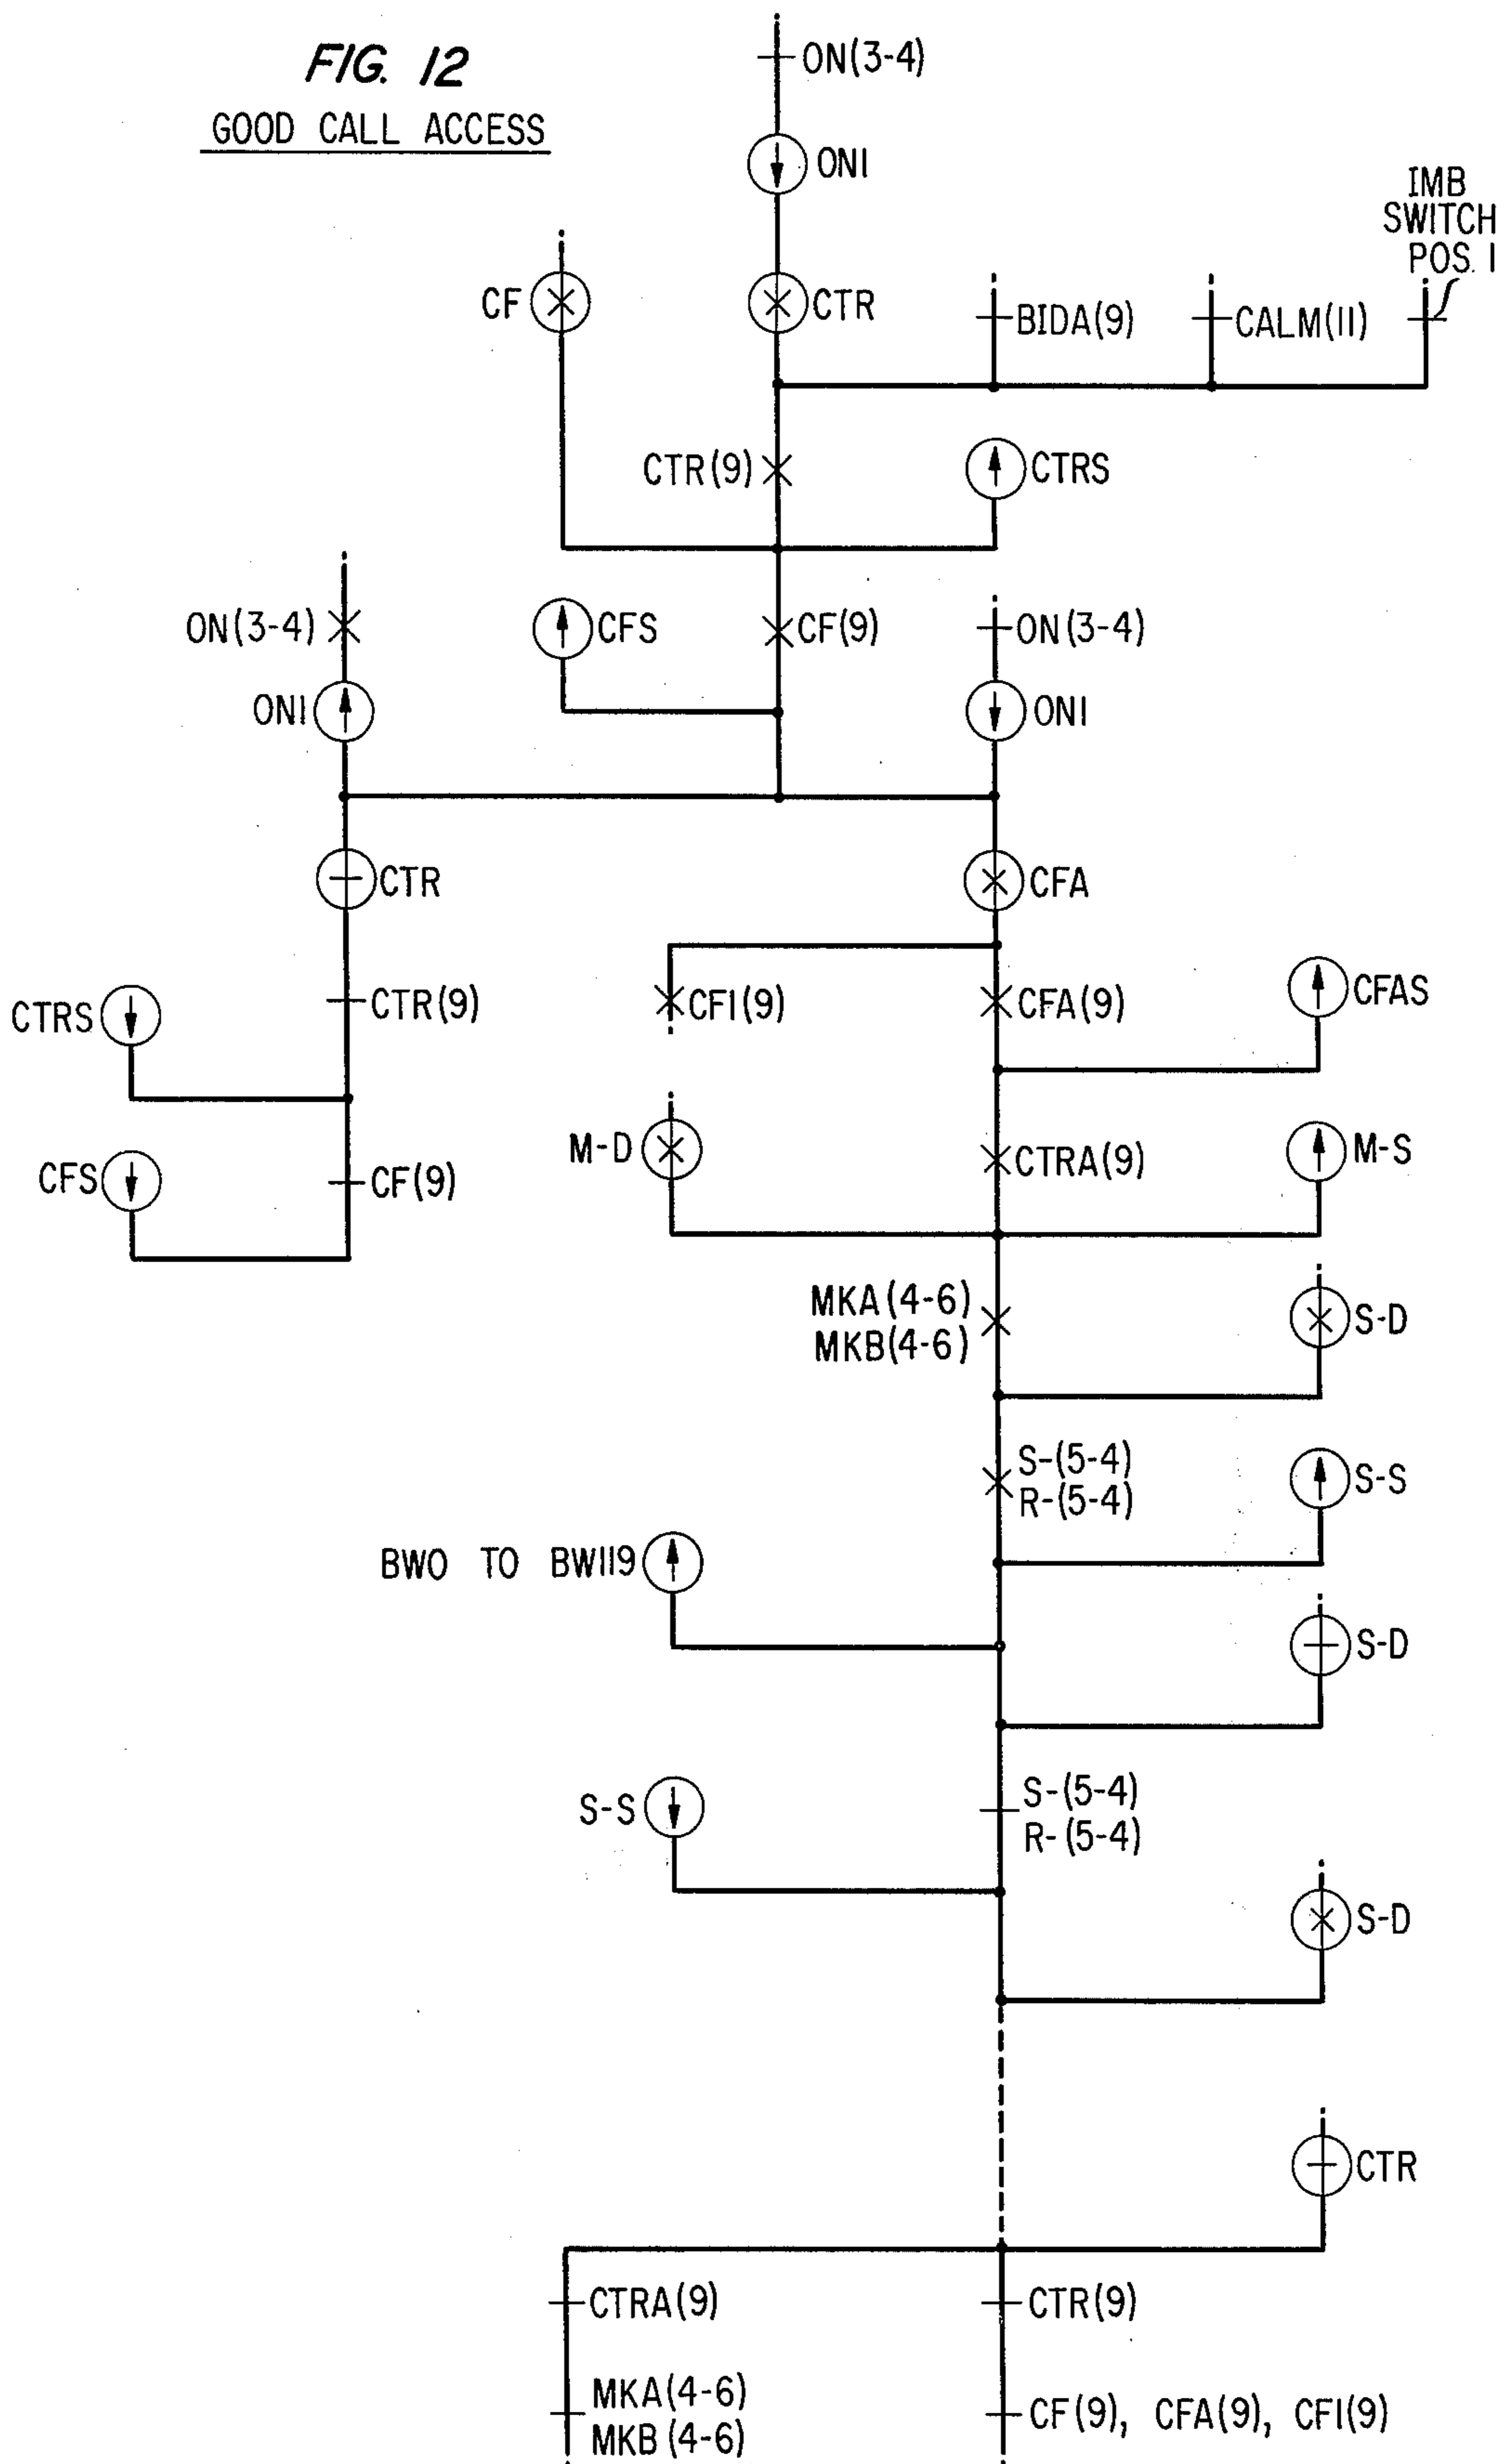 FIG. 12
GOOD CALL ACCESS
ON(3-4)
ONI
IMB
SWITCH
POS. I
CF
CTR
BIDA(9)
CALM(II)
CTR(9)
CTRS
ON(3-4)
CFS
CF(9)
ON(3-4)
ONI
ONI
CTR
CFA
CTRS
CTR(9)
CFI(9)
CFA(9)
CFAS
M-D
CTRA(9)
M-S
CFS
CF(9)
MKA(4-6)
MKB(4-6)
S-D
S-(5-4)
R-(5-4)
S-S
BWO TO BWII9
S-D
S-S
S-(5-4)
R-(5-4)
S-D
CTR
CTRA(9)
CTR(9)
MKA(4-6)
MKB(4-6)
CF(9), CFA(9), CFI(9)